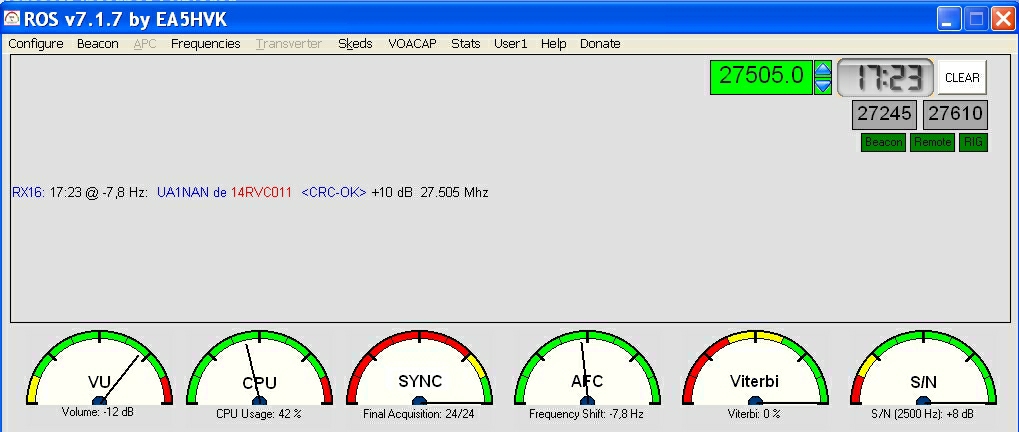 ROS v7.1.7 by EA5HVK
Configure Beacon APC Frequencies Transverter Skeds VOACAP Stats User1 Help Donate
27505.0 17:23 CLEAR
27245 27610
Beacon Remote RIG
RX16: 17:23 @ -7,8 Hz: UA1NAN de 14RVC011 <CRC-OK> +10 dB 27.505 Mhz
VU CPU SYNC AFC Viterbi S/N
Volume: -12 dB CPU Usage: 42 % Final Acquisition: 24/24 Frequency Shift: -7,8 Hz Viterbi: 0 % S/N (2500 Hz): +8 dB